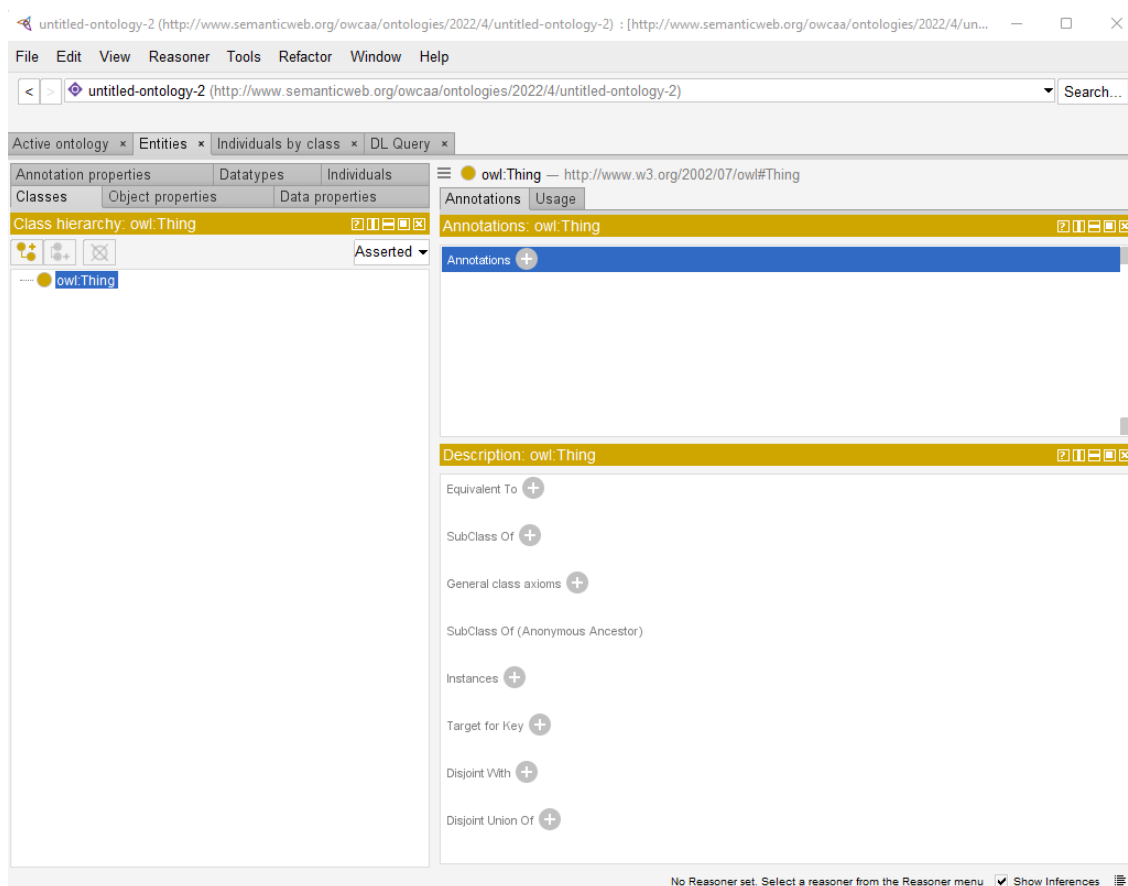 untitled-ontology-2 (http://www.semanticweb.org/owcaa/ontologies/2022/4/untitled-ontology-2) : [http://www.semanticweb.org/owcaa/ontologies/2022/4/un...
File Edit View Reasoner Tools Refactor Window Help
< > untitled-ontology-2 (http://www.semanticweb.org/owcaa/ontologies/2022/4/untitled-ontology-2) Search...
Active ontology × Entities × Individuals by class × DL Query ×
Annotation properties Datatypes Individuals
Classes Object properties Data properties
Class hierarchy: owl:Thing
Asserted
owl:Thing
owl:Thing — http://www.w3.org/2002/07/owl#Thing
Annotations Usage
Annotations: owl:Thing
Annotations
Description: owl:Thing
Equivalent To
SubClass Of
General class axioms
SubClass Of (Anonymous Ancestor)
Instances
Target for Key
Disjoint With
Disjoint Union Of
No Reasoner set. Select a reasoner from the Reasoner menu Show Inferences